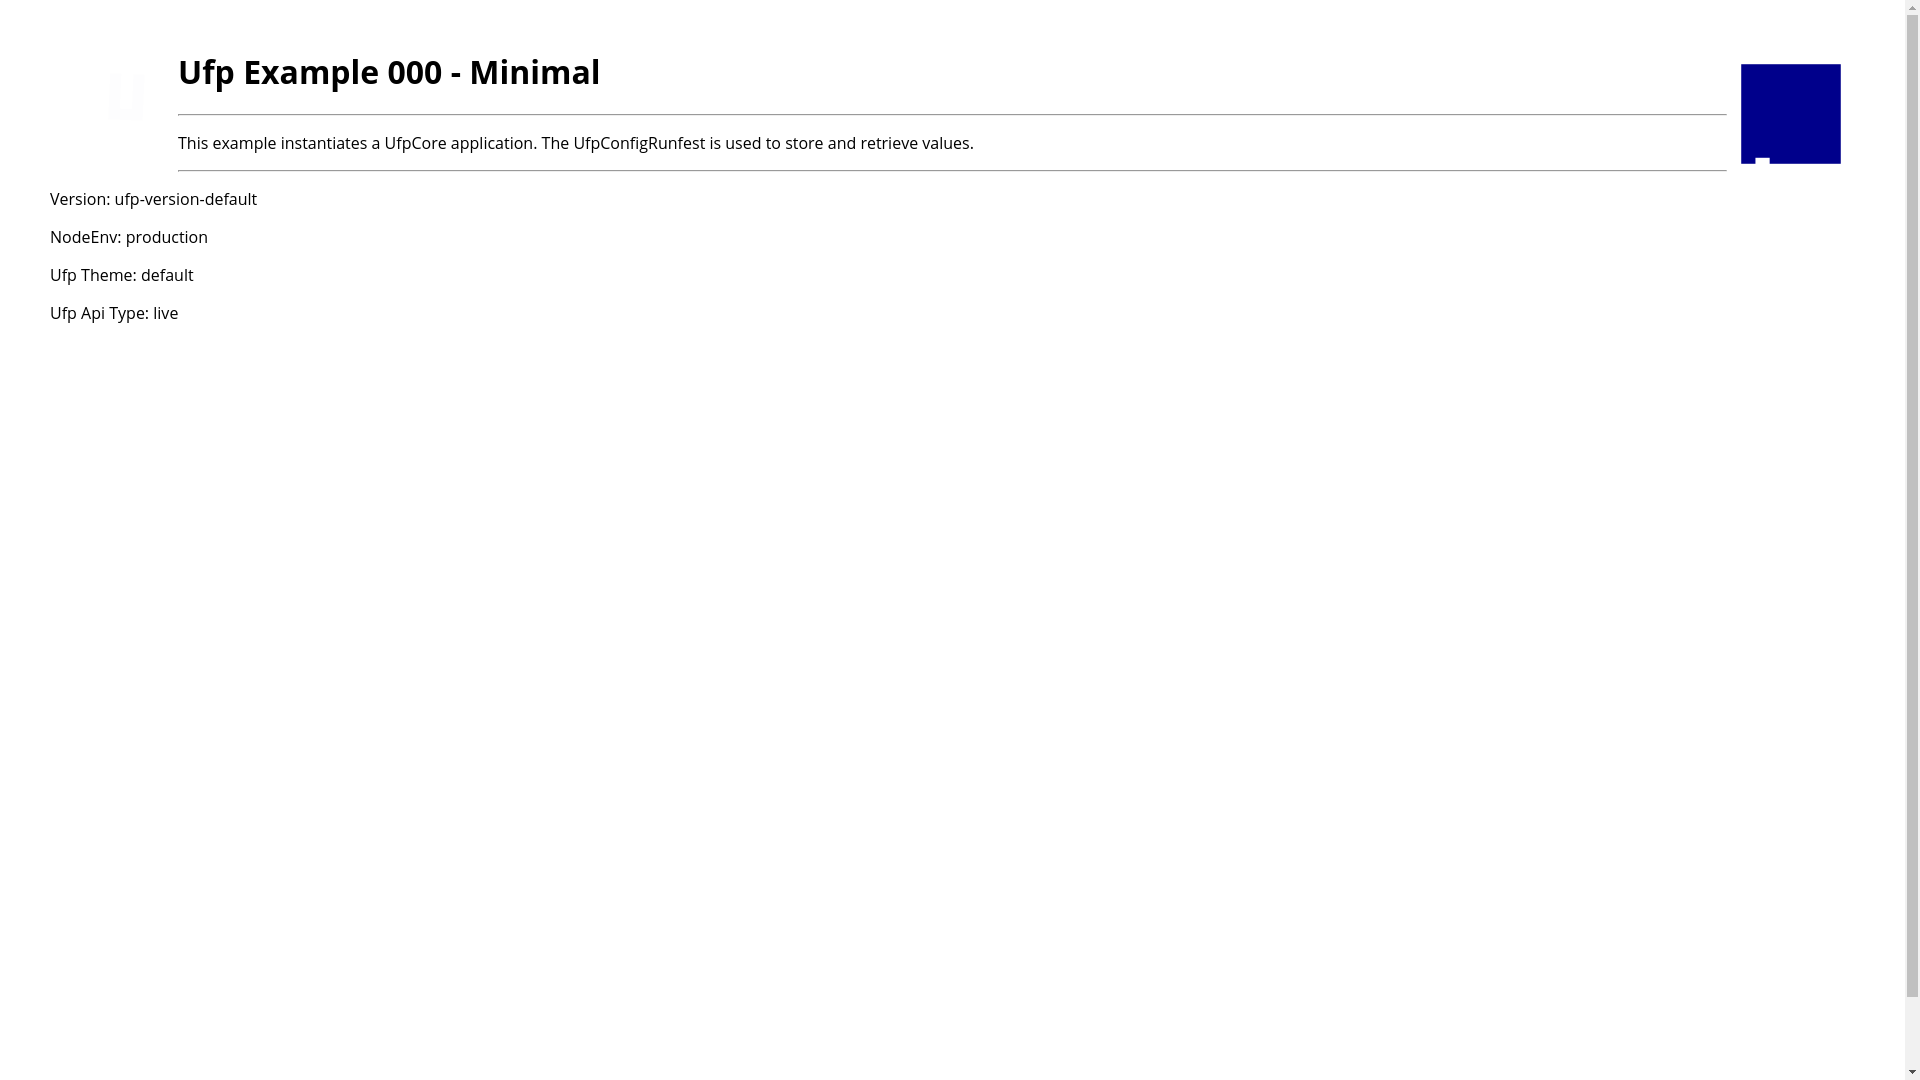 Ufp Example 000 - Minimal
This example instantiates a UfpCore application. The UfpConfigRunfest is used to store and retrieve values.
Version: ufp-version-default
NodeEnv: production
Ufp Theme: default
Ufp Api Type: live